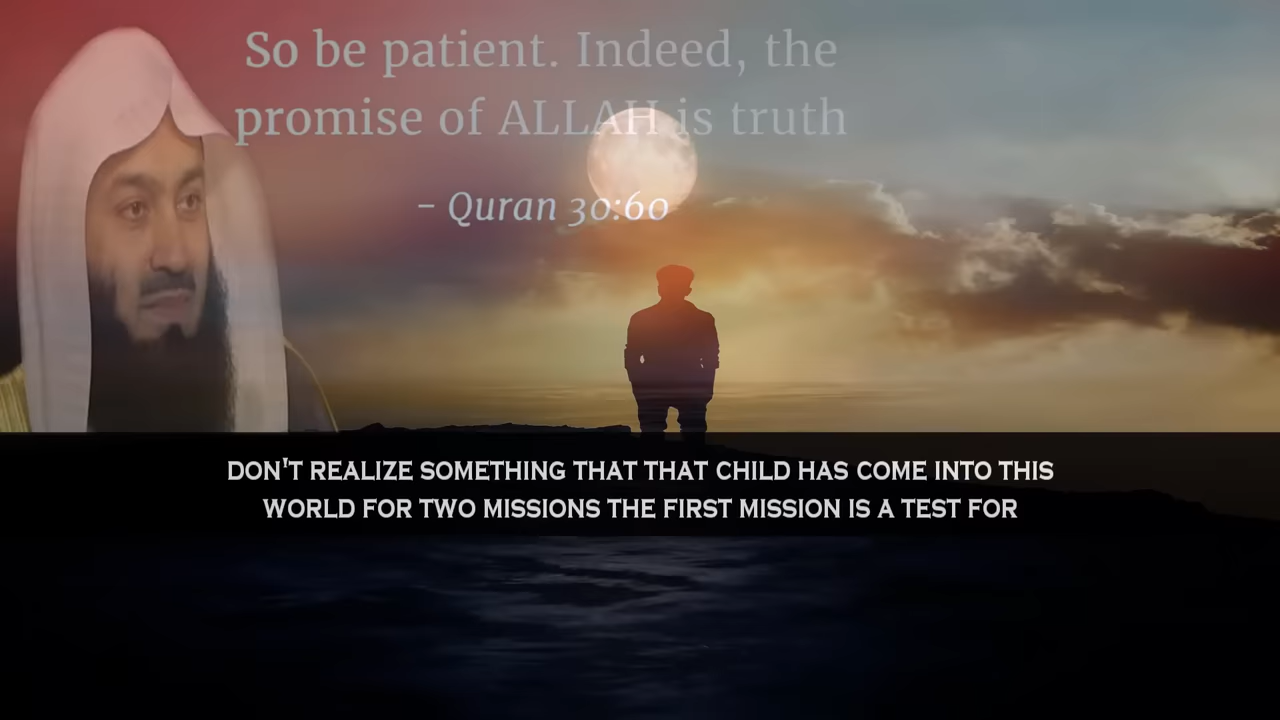 So be patient. Indeed, the
promise of ALLAH is truth
– Quran 30:60
DON'T REALIZE SOMETHING THAT THAT CHILD HAS COME INTO THIS
WORLD FOR TWO MISSIONS THE FIRST MISSION IS A TEST FOR